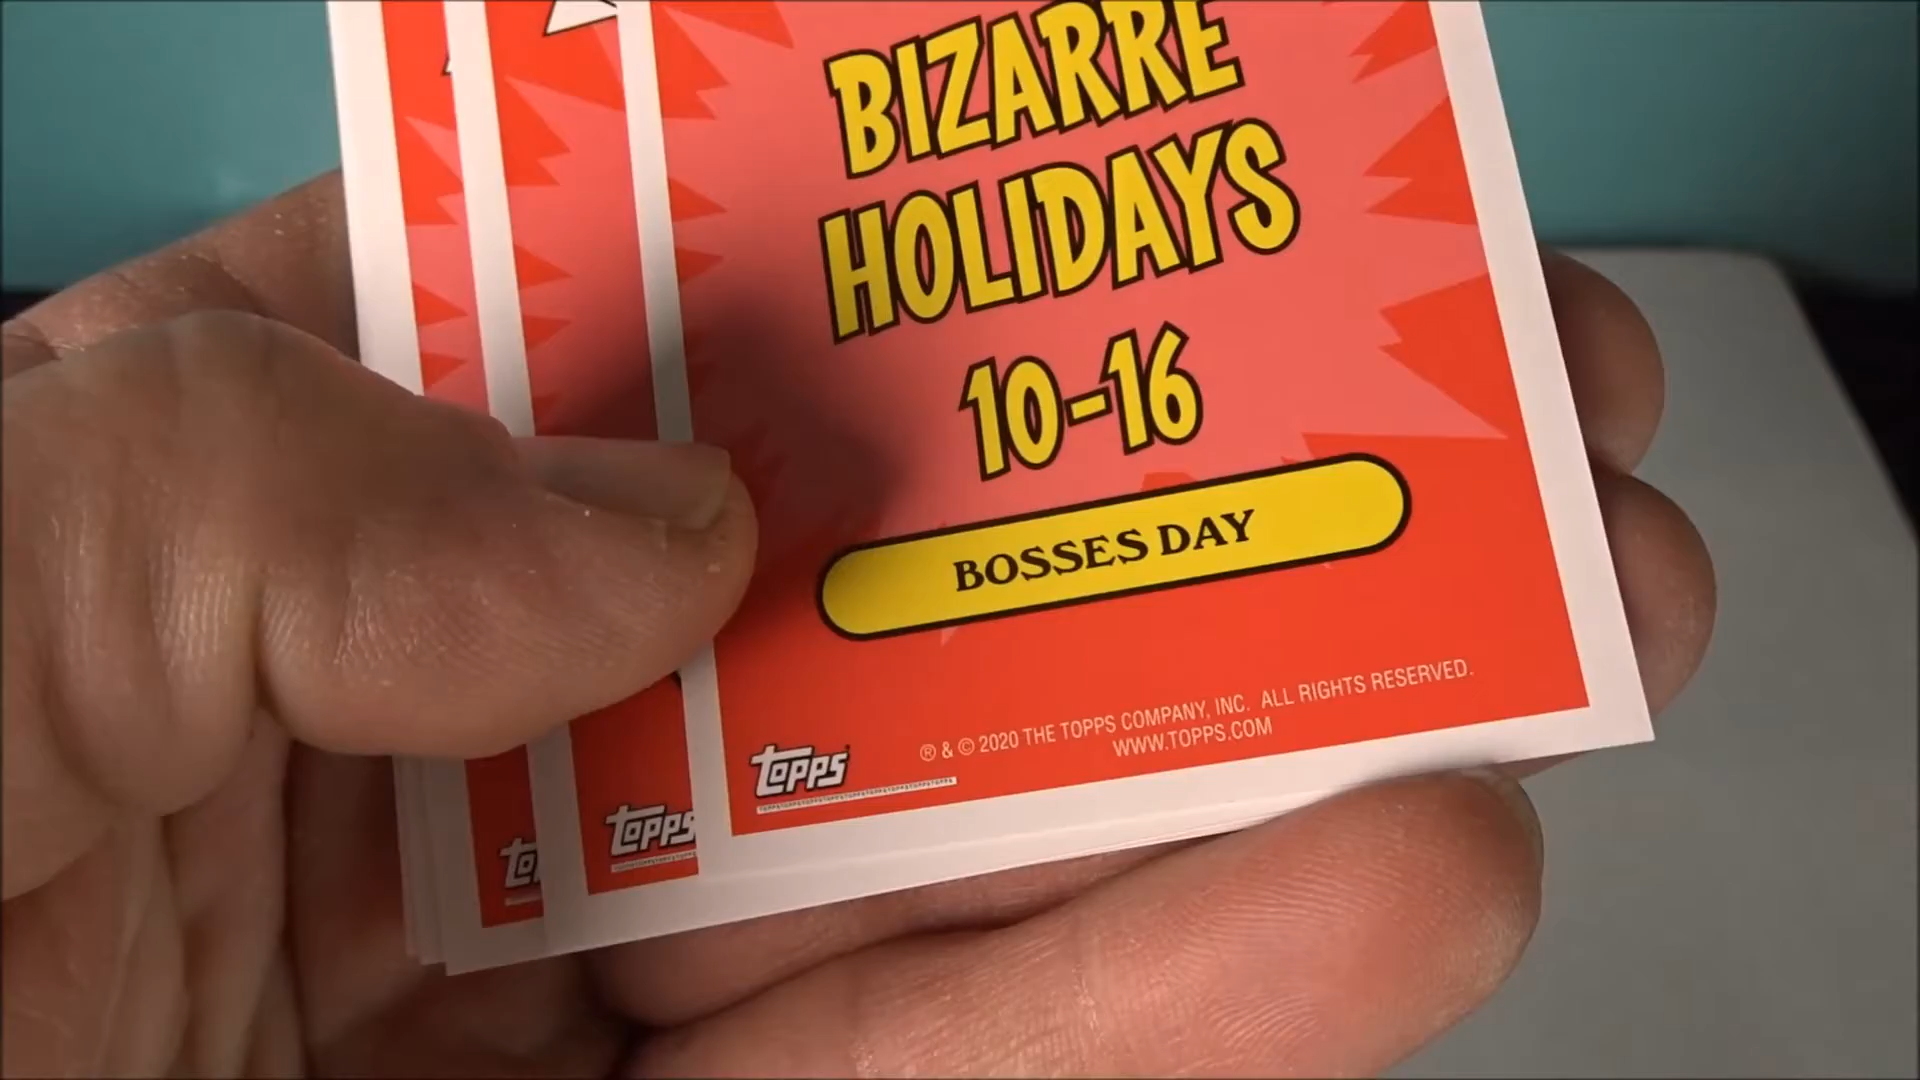 BIZARRE
HOLIDAYS
10-16
BOSSES DAY
® & © 2020 THE TOPPS COMPANY, INC. ALL RIGHTS RESERVED.
WWW.TOPPS.COM
topps
topps
to